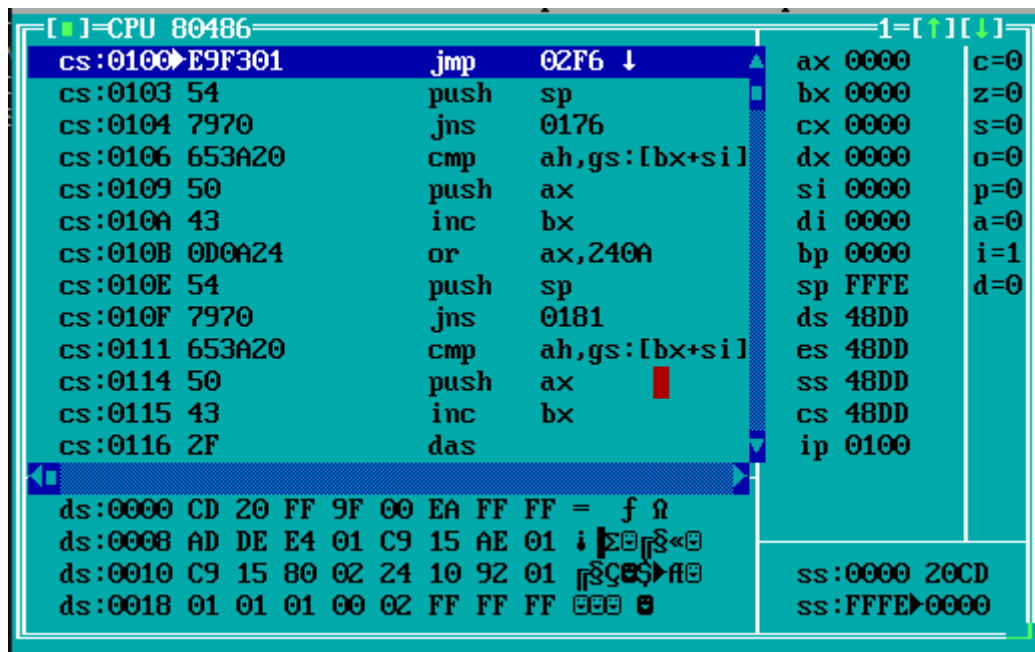 [■]=CPU 80486 1=[↑][↓]
cs:0100►E9F301 jmp 02F6 ↓ ax 0000 c=0
cs:0103 54 push sp bx 0000 z=0
cs:0104 7970 jns 0176 cx 0000 s=0
cs:0106 653A20 cmp ah,gs:[bx+si] dx 0000 o=0
cs:0109 50 push ax si 0000 p=0
cs:010A 43 inc bx di 0000 a=0
cs:010B 0D0A24 or ax,240A bp 0000 i=1
cs:010E 54 push sp sp FFFE d=0
cs:010F 7970 jns 0181 ds 48DD
cs:0111 653A20 cmp ah,gs:[bx+si] es 48DD
cs:0114 50 push ax ss 48DD
cs:0115 43 inc bx cs 48DD
cs:0116 2F das ip 0100
ds:0000 CD 20 FF 9F 00 EA FF FF = ƒ Ω
ds:0008 AD DE E4 01 C9 15 AE 01 ¡ ▐Σ☺╔§«☺
ds:0010 C9 15 80 02 24 10 92 01 ╔§Ç☻$►Æ☺ ss:0000 20CD
ds:0018 01 01 01 00 02 FF FF FF ☺☺☺ ☻ ss:FFFE►0000